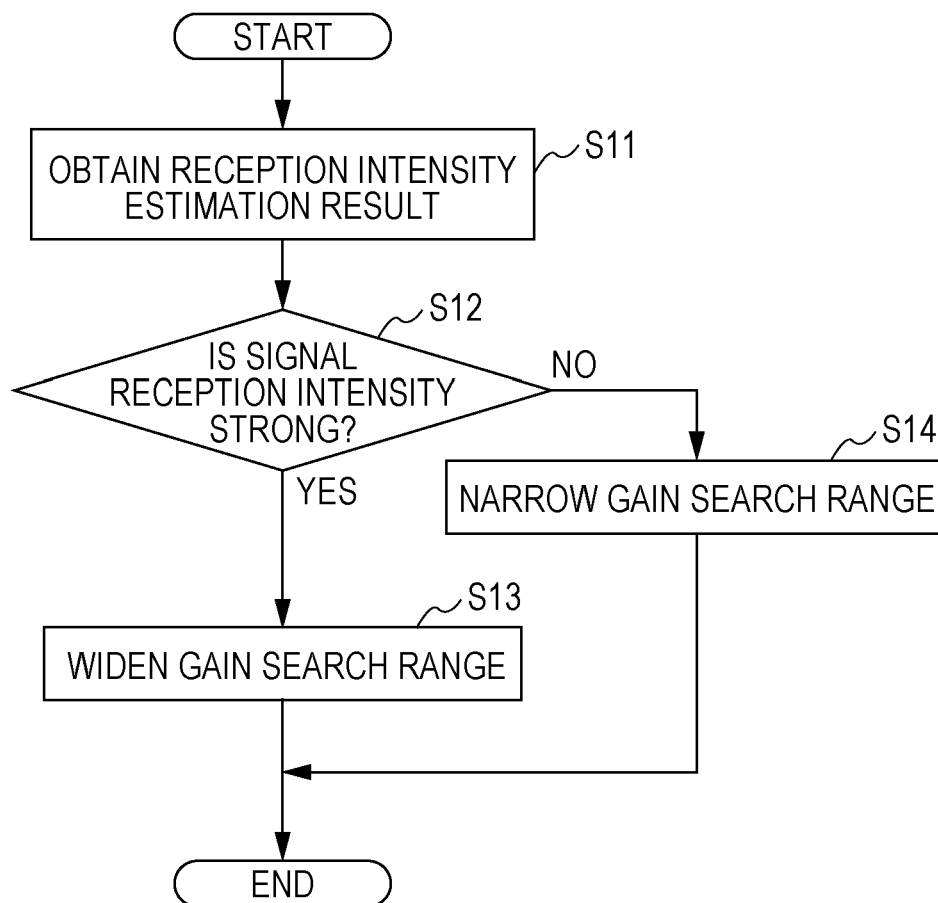 START
S11
OBTAIN RECEPTION INTENSITY
ESTIMATION RESULT
S12
IS SIGNAL
RECEPTION INTENSITY
STRONG?
NO
YES
S14
NARROW GAIN SEARCH RANGE
S13
WIDEN GAIN SEARCH RANGE
END